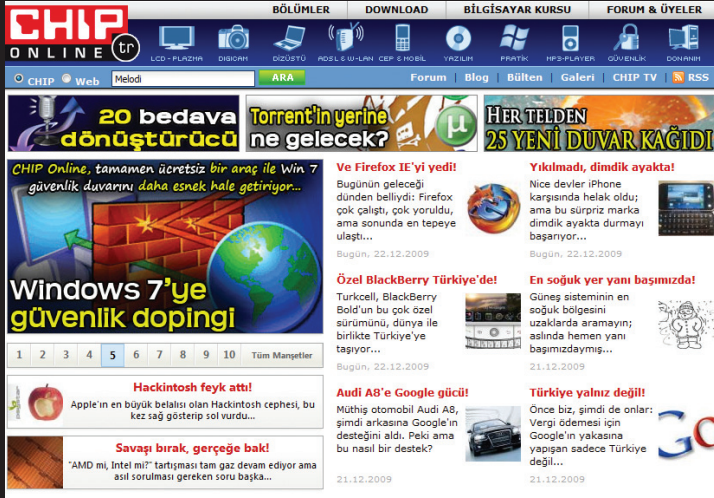 BÖLÜMLER DOWNLOAD BİLGİSAYAR KURSU FORUM & ÜYELER
CHIP
ONLINE tr
LCD - PLAZMA DIGICAM DİZÜSTÜ ADSL & W-LAN CEP & MOBİL YAZILIM PRATİK MP3-PLAYER GÜVENLİK DONANIM
CHIP Web Melodi ARA Forum | Blog | Bülten | Galeri | CHIP TV | RSS
20 bedava
dönüştürücü
Torrent'in yerine
ne gelecek?
µ
HER TELDEN
25 YENİ DUVAR KAĞIDI
CHIP Online, tamamen ücretsiz bir araç ile Win 7
güvenlik duvarını daha esnek hale getiriyor...
Windows 7'ye
güvenlik dopingi
1 2 3 4 5 6 7 8 9 10 Tüm Manşetler
Hackintosh feyk attı!
Apple'ın en büyük belalısı olan Hackintosh cephesi, bu
kez sağ gösterip sol vurdu...
Savaşı bırak, gerçeğe bak!
"AMD mi, Intel mi?" tartışması tam gaz devam ediyor ama
asıl sorulması gereken soru başka...
Ve Firefox IE'yi yedi!
Bugünün geleceği
dünden belliydi: Firefox
çok çalıştı, çok yoruldu,
ama sonunda en tepeye
ulaştı...
Bugün, 22.12.2009
Yıkılmadı, dimdik ayakta!
Nice devler iPhone
karşısında helak oldu;
ama bu sürpriz marka
dimdik ayakta durmayı
başarıyor...
Bugün, 22.12.2009
Özel BlackBerry Türkiye'de!
Turkcell, BlackBerry
Bold'un bu çok özel
sürümünü, dünya ile
birlikte Türkiye'ye
taşıyor...
Bugün, 22.12.2009
En soğuk yer yanı başımızda!
Güneş sisteminin en
soğuk bölgesini
uzaklarda aramayın;
aslında hemen yanı
başımızdaymış...
21.12.2009
Audi A8'e Google gücü!
Müthiş otomobil Audi A8,
şimdi arkasına Google'ın
desteğini aldı. Peki ama
bu nasıl bir destek?
21.12.2009
Türkiye yalnız değil!
Önce biz, şimdi de onlar:
Vergi ödemesi için
Google'ın yakasına
yapışan sadece Türkiye
değil...
21.12.2009
Go